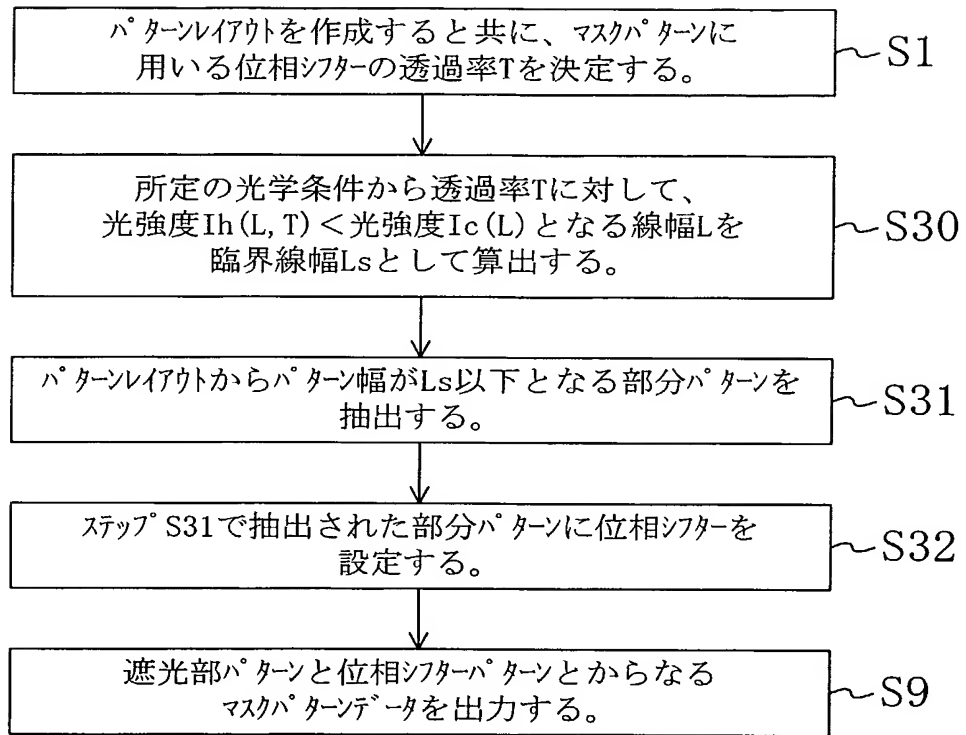 ﾊﾟﾀｰﾝﾚｲｱｳﾄを作成すると共に、ﾏｽｸﾊﾟﾀｰﾝに
用いる位相ｼﾌﾀｰの透過率Tを決定する。
S1
所定の光学条件から透過率Tに対して、
光強度Ih(L,T)＜光強度Ic(L)となる線幅Lを
臨界線幅Lsとして算出する。
S30
ﾊﾟﾀｰﾝﾚｲｱｳﾄからﾊﾟﾀｰﾝ幅がLs以下となる部分ﾊﾟﾀｰﾝを
抽出する。
S31
ｽﾃｯﾌﾟS31で抽出された部分ﾊﾟﾀｰﾝに位相ｼﾌﾀｰを
設定する。
S32
遮光部ﾊﾟﾀｰﾝと位相ｼﾌﾀｰﾊﾟﾀｰﾝとからなる
ﾏｽｸﾊﾟﾀｰﾝﾃﾞｰﾀを出力する。
S9